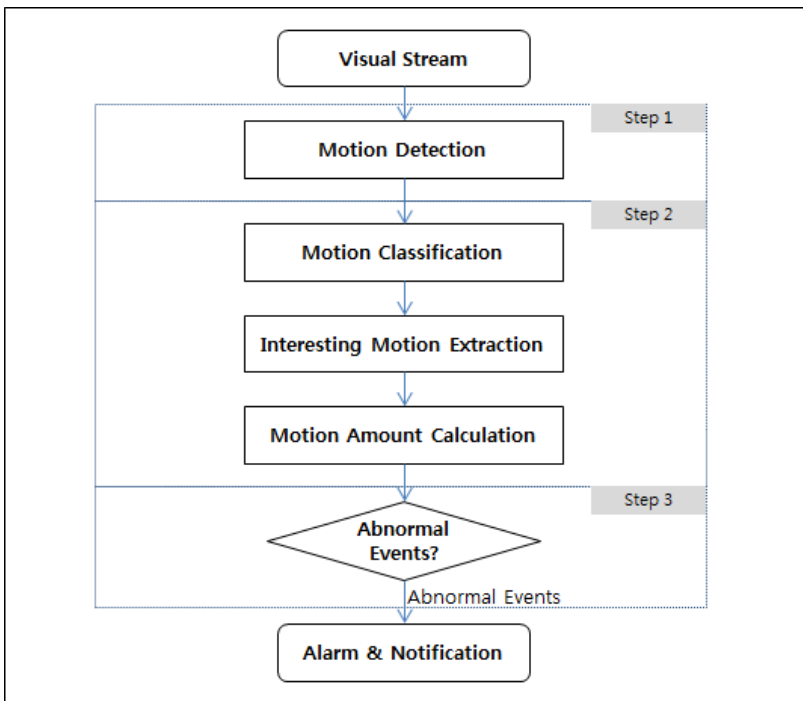 Visual Stream
Step 1
Motion Detection
Step 2
Motion Classification
Interesting Motion Extraction
Motion Amount Calculation
Step 3
Abnormal
Events?
Abnormal Events
Alarm & Notification